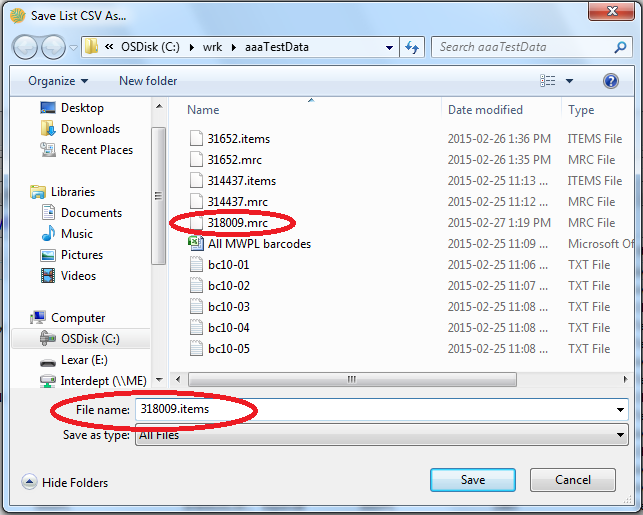 Save List CSV As...
« OSDisk (C:) ▸ wrk ▸ aaaTestData Search aaaTestData
Organize New folder
Name Date modified Type
Desktop
Downloads
Recent Places
Libraries
Documents
Music
Pictures
Videos
Computer
OSDisk (C:)
Lexar (E:)
Interdept (\\ME)
31652.items 2015-02-26 1:36 PM ITEMS File
31652.mrc 2015-02-26 1:35 PM MRC File
314437.items 2015-02-25 11:13 ... ITEMS File
314437.mrc 2015-02-25 11:12 ... MRC File
318009.mrc 2015-02-27 1:19 PM MRC File
All MWPL barcodes 2015-02-25 11:09 ... Microsoft Of
bc10-01 2015-02-25 11:09 ... TXT File
bc10-02 2015-02-25 11:08 ... TXT File
bc10-03 2015-02-25 11:08 ... TXT File
bc10-04 2015-02-25 11:08 ... TXT File
bc10-05 2015-02-25 11:08 ... TXT File
File name: 318009.items
Save as type: All Files
Hide Folders Save Cancel